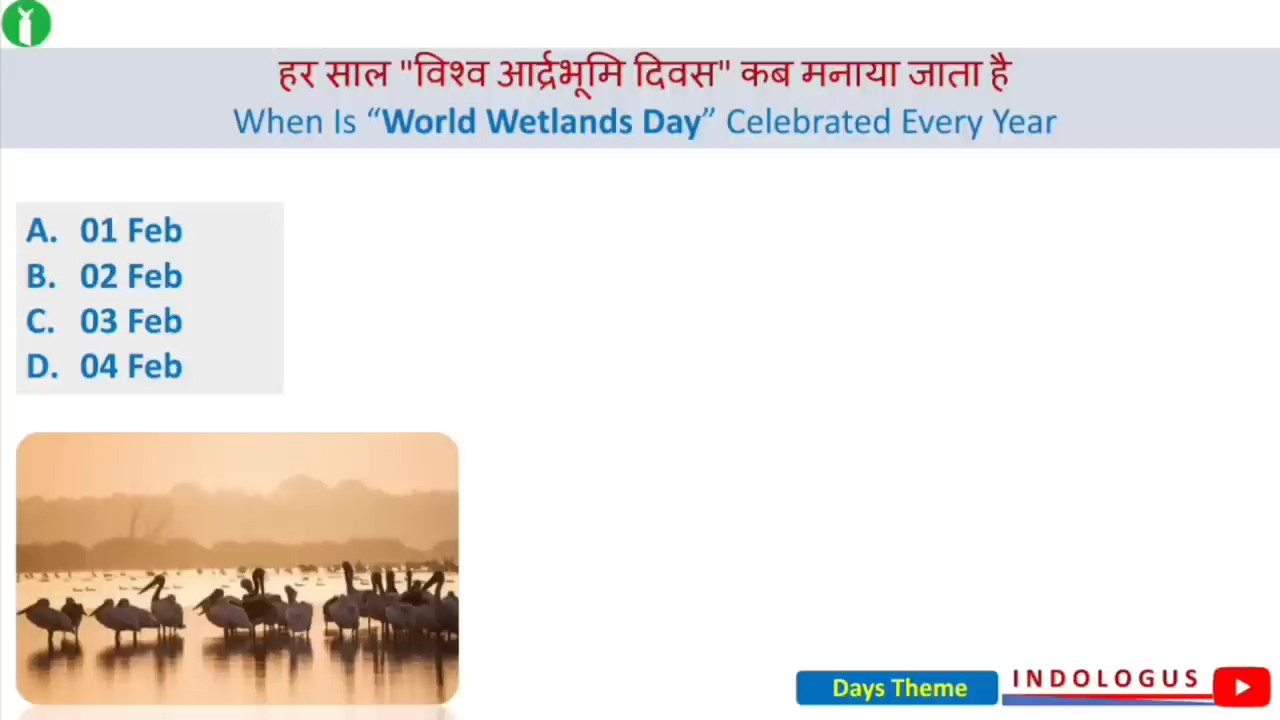 हर साल "विश्व आर्द्रभूमि दिवस" कब मनाया जाता है
When Is “World Wetlands Day” Celebrated Every Year
A. 01 Feb
B. 02 Feb
C. 03 Feb
D. 04 Feb
Days Theme
INDOLOGUS